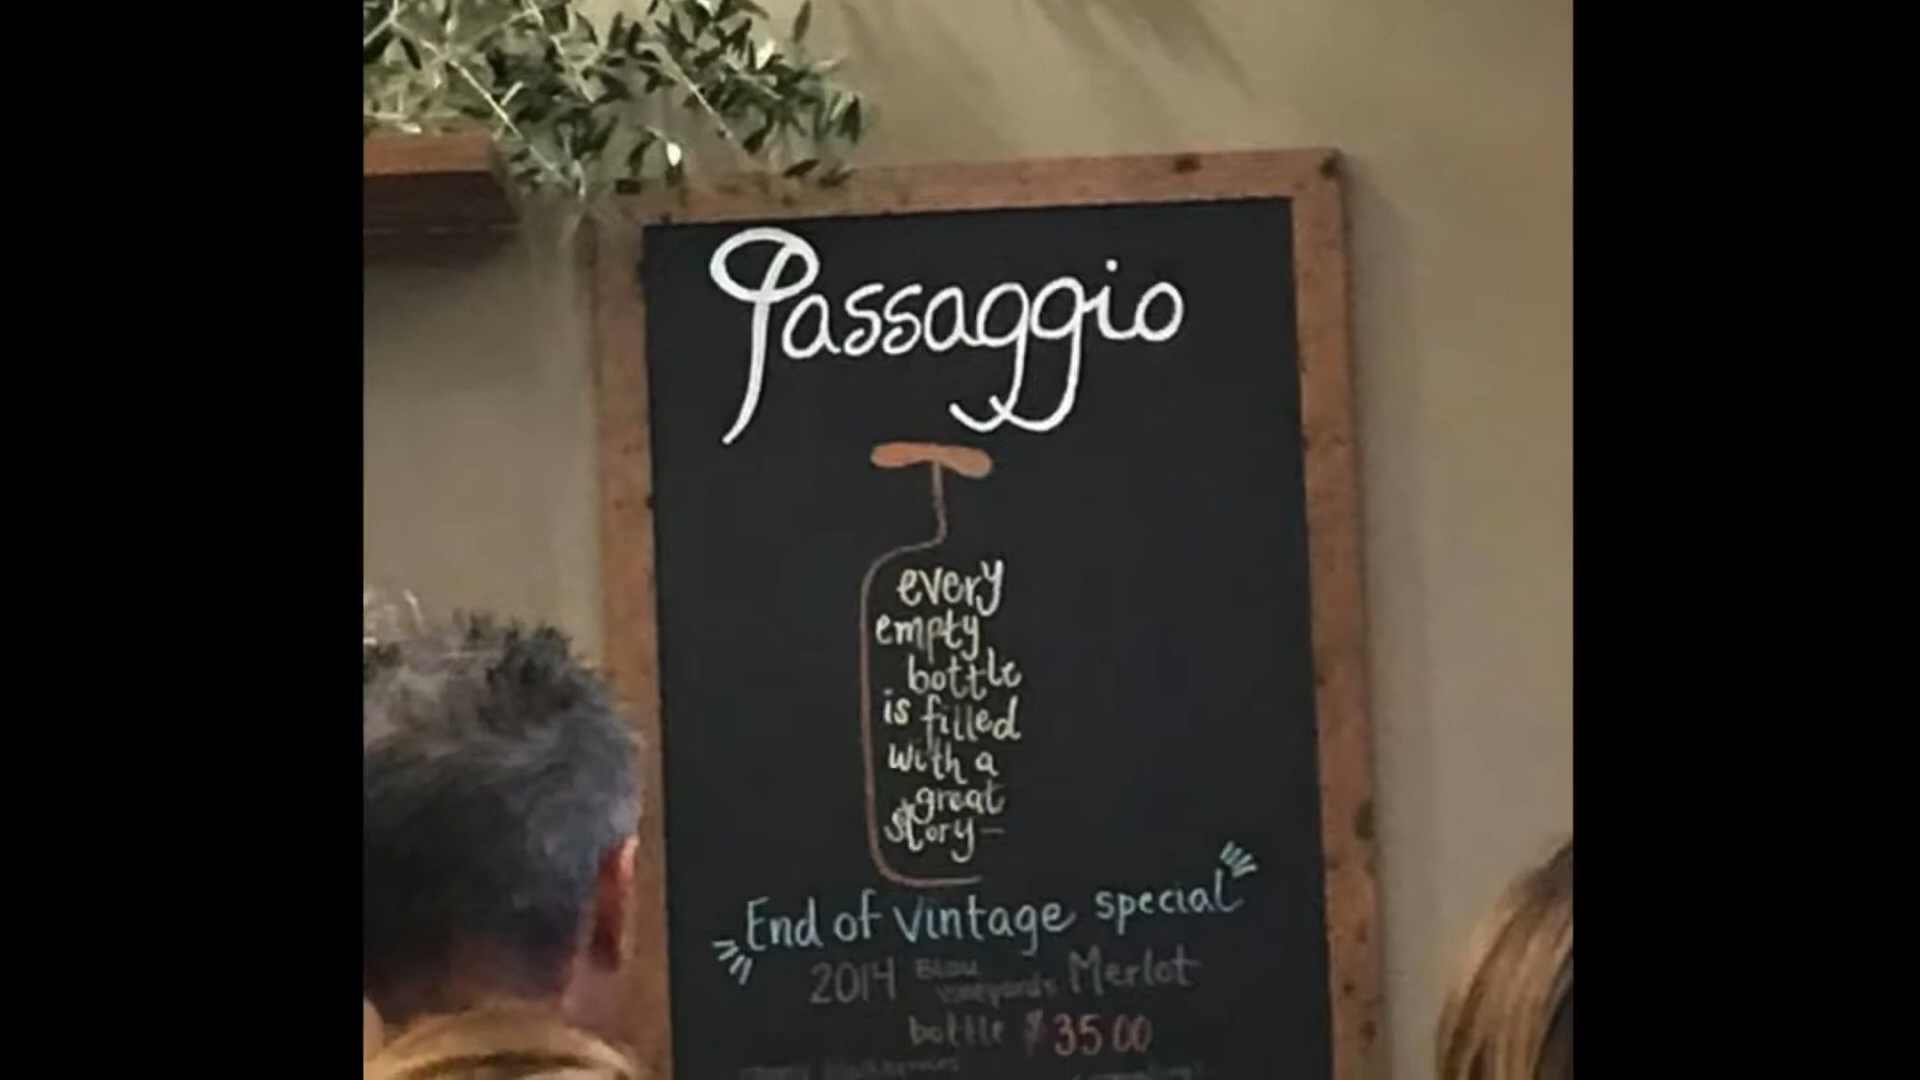 Passaggio
every
empty
bottle
is filled
with a
great
story—
End of vintage special
2014 Blau vineyards Merlot
bottle $35.00